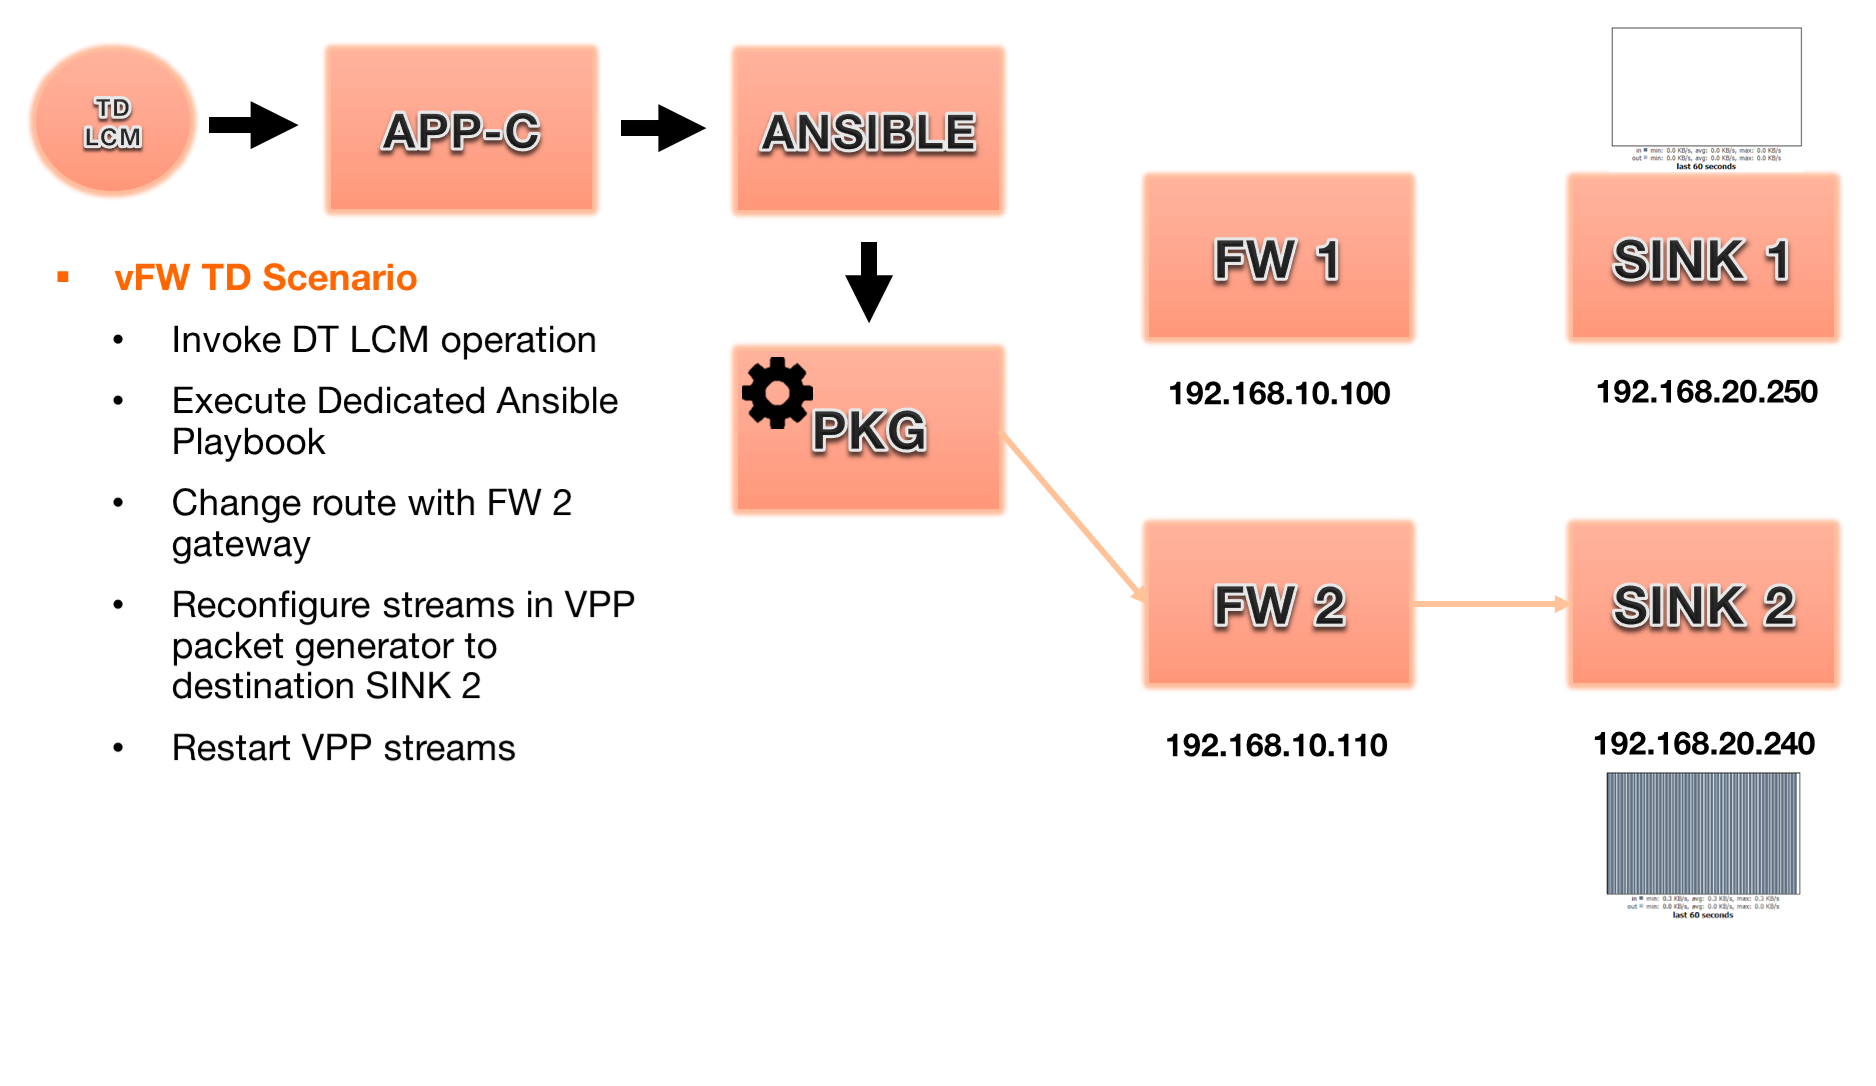 TD
LCM
APP-C
ANSIBLE
in min: 0.0 KB/s, avg: 0.0 KB/s, max: 0.0 KB/s
out min: 0.0 KB/s, avg: 0.0 KB/s, max: 0.0 KB/s
last 60 seconds
FW 1
SINK 1
192.168.10.100
192.168.20.250
▪ vFW TD Scenario
• Invoke DT LCM operation
• Execute Dedicated Ansible
Playbook
• Change route with FW 2
gateway
• Reconfigure streams in VPP
packet generator to
destination SINK 2
• Restart VPP streams
PKG
FW 2
SINK 2
192.168.10.110
192.168.20.240
in min: 0.3 KB/s, avg: 0.3 KB/s, max: 0.3 KB/s
out min: 0.0 KB/s, avg: 0.0 KB/s, max: 0.0 KB/s
last 60 seconds